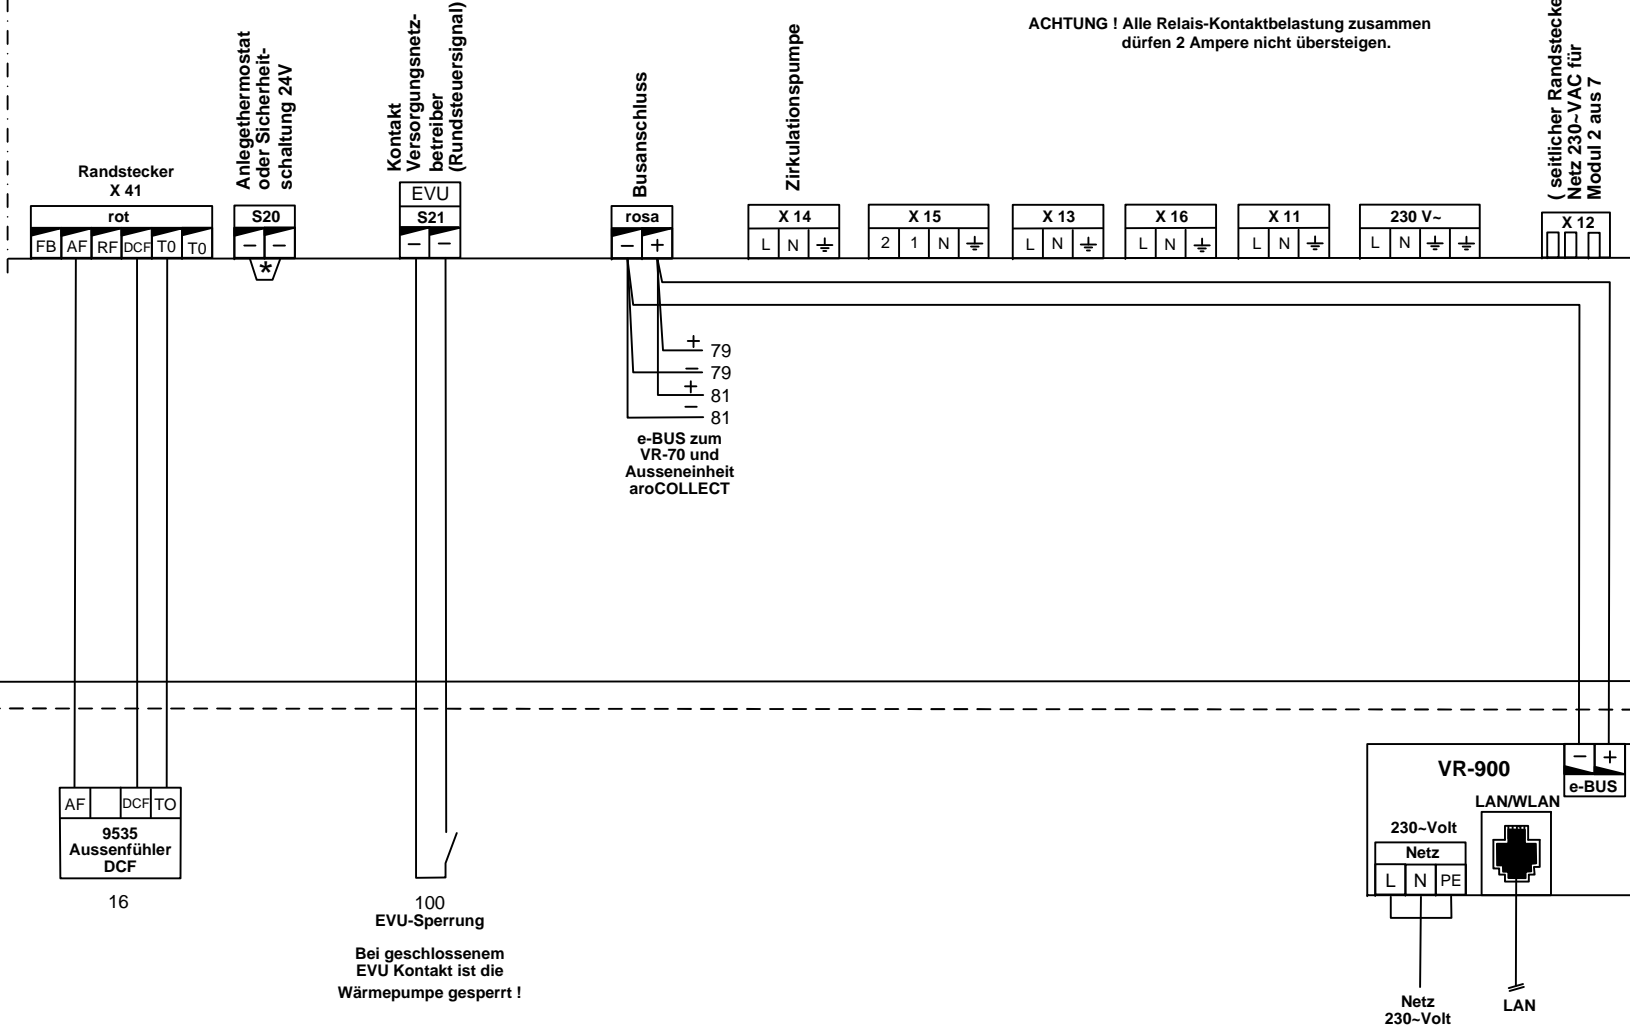 ACHTUNG ! Alle Relais-Kontaktbelastung zusammen
dürfen 2 Ampere nicht übersteigen.
Anlegethermostat
oder Sicherheit-
schaltung 24V
Kontakt
Versorgungsnetz-
betreiber
(Rundsteuersignal)
Busanschluss
Zirkulationspumpe
( seitlicher Randstecke
Netz 230~VAC für
Modul 2 aus 7
Randstecker
X 41
rot
FB AF RF DCF T0 T0
S20
– –
*
EVU
S21
– –
rosa
– +
X 14
L N
X 15
2 1 N
X 13
L N
X 16
L N
X 11
L N
230 V~
L N
X 12
+ 79
– 79
+ 81
– 81
e-BUS zum
VR-70 und
Ausseneinheit
aroCOLLECT
AF DCF TO
9535
Aussenfühler
DCF
16
100
EVU-Sperrung
Bei geschlossenem
EVU Kontakt ist die
Wärmepumpe gesperrt !
VR-900
– +
e-BUS
LAN/WLAN
230~Volt
Netz
L N PE
Netz
230~Volt
LAN